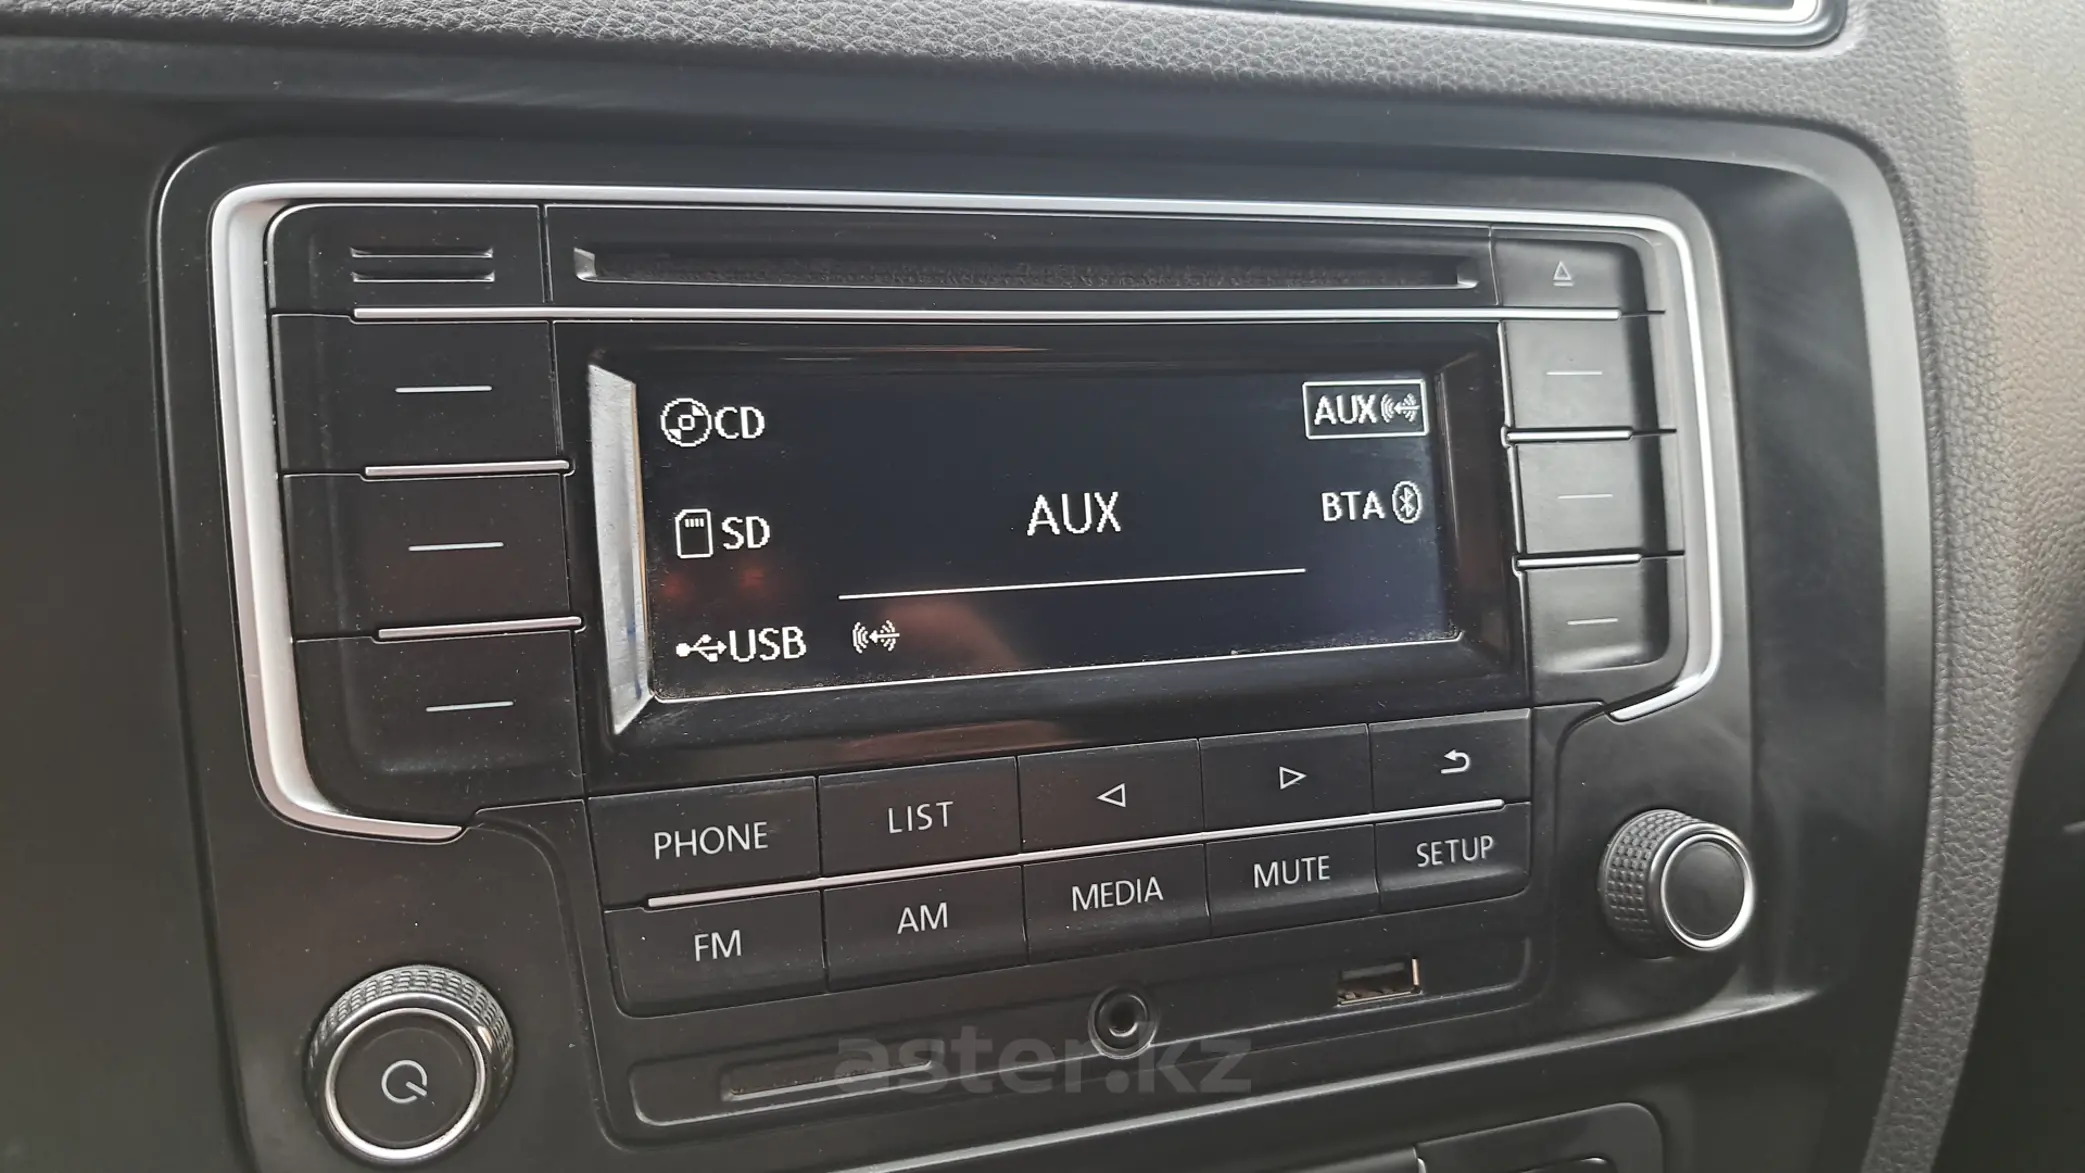 CD
AUX
SD
AUX
BTA
USB
PHONE
LIST
FM
AM
MEDIA
MUTE
SETUP
aster.kz